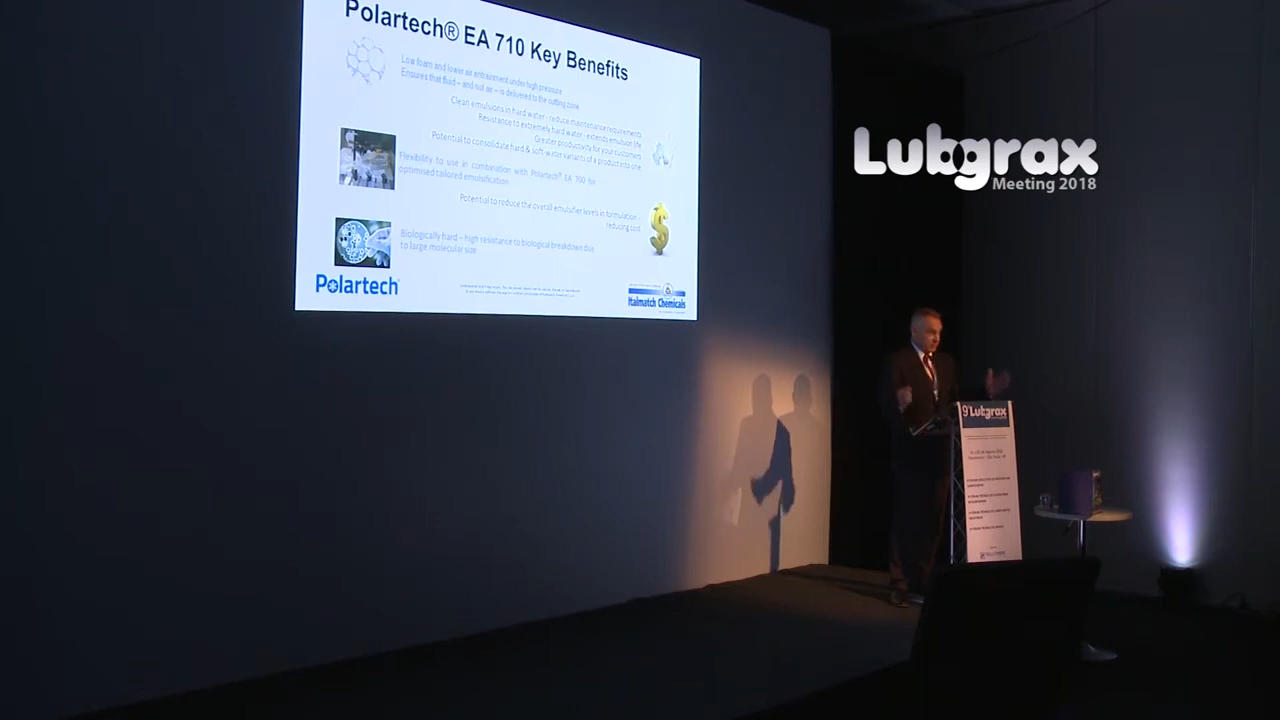 Polartech® EA 710 Key Benefits
Low foam and lower air entrainment under high pressure
Ensures that fluid – and not air – is delivered to the cutting zone
Clean emulsions in hard water - reduce maintenance requirements
Resistance to extremely hard water - extends emulsion life
Greater productivity for your customers
Potential to consolidate hard & soft-water variants of a product into one
Flexibility to use in combination with Polartech® EA 700 for
optimised tailored emulsification
Potential to reduce the overall emulsifier levels in formulation -
reducing cost
Biologically hard – high resistance to biological breakdown due
to large molecular size
Polartech®
Italmatch Chemicals
Lubgrax
Meeting 2018
9º Lubgrax